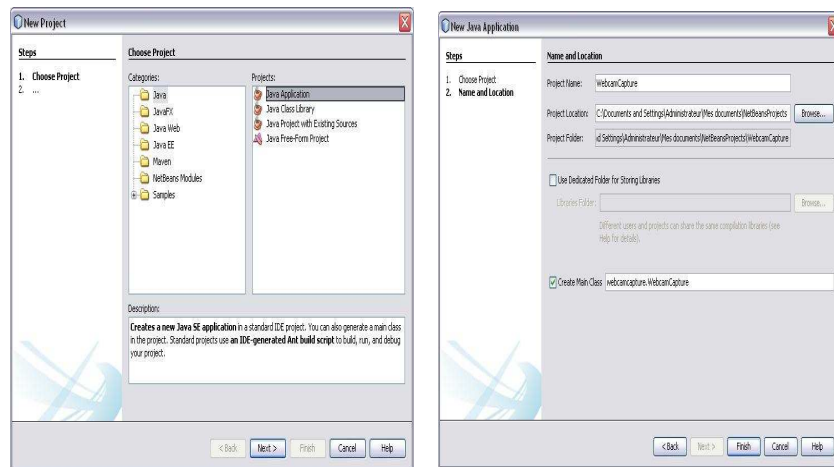 New Project
Steps
1. Choose Project
2. ...
Choose Project
Categories:
Java
JavaFX
Java Web
Java EE
Maven
NetBeans Modules
Samples
Projects:
Java Application
Java Class Library
Java Project with Existing Sources
Java Free-Form Project
Description:
Creates a new Java SE application in a standard IDE project. You can also generate a main class
in the project. Standard projects use an IDE-generated Ant build script to build, run, and debug
your project.
< Back
Next >
Finish
Cancel
Help
New Java Application
Steps
1. Choose Project
2. Name and Location
Name and Location
Project Name: WebcamCapture
Project Location: C:\Documents and Settings\Administrateur\Mes documents\NetBeansProjects Browse...
Project Folder: d Settings\Administrateur\Mes documents\NetBeansProjects\WebcamCapture
Use Dedicated Folder for Storing Libraries
Libraries Folder: Browse...
Different users and projects can share the same compilation libraries (see
Help for details).
Create Main Class webcamcapture.WebcamCapture
< Back
Next >
Finish
Cancel
Help